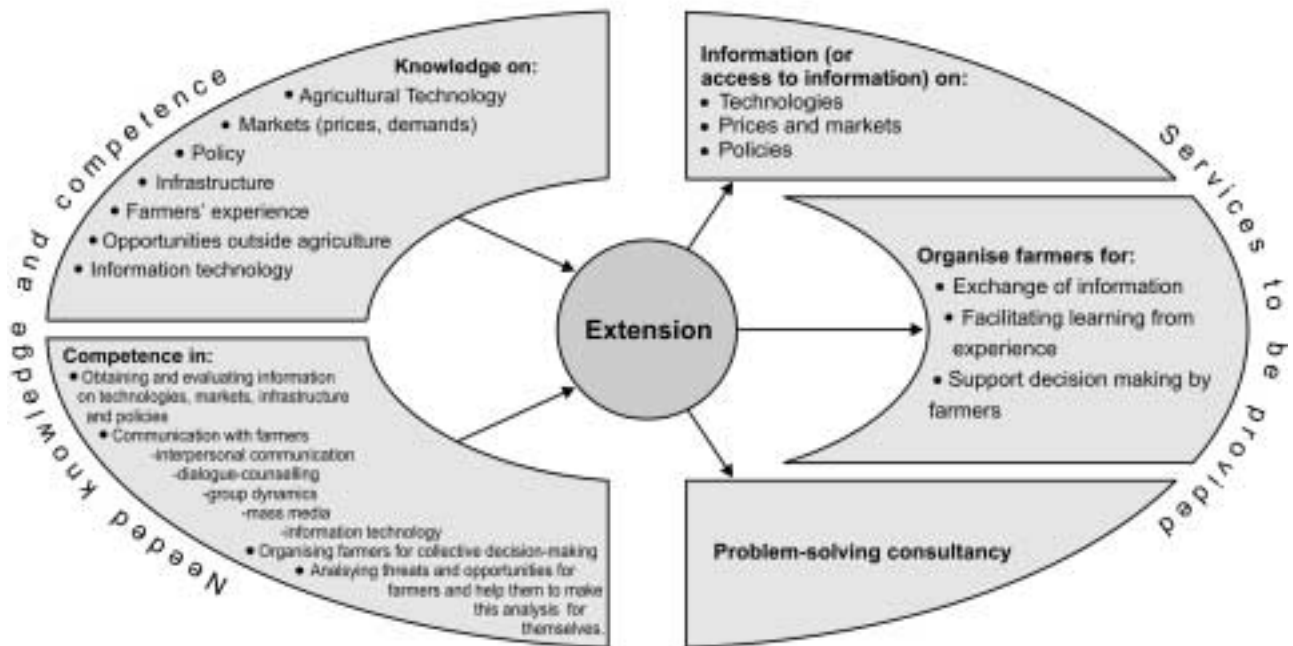 Needed knowledge and competence
Knowledge on:
• Agricultural Technology
• Markets (prices, demands)
• Policy
• Infrastructure
• Farmers' experience
• Opportunities outside agriculture
• Information technology
Competence in:
• Obtaining and evaluating information
on technologies, markets, infrastructure
and policies
• Communication with farmers
-interpersonal communication
-dialogue-counselling
-group dynamics
-mass media
-information technology
• Organising farmers for collective decision-making
• Analsying threats and opportunities for
farmers and help them to make
this analysis for
themselves.
Extension
Information (or
access to information) on:
• Technologies
• Prices and markets
• Policies
Organise farmers for:
• Exchange of information
• Facilitating learning from
experience
• Support decision making by
farmers
Problem-solving consultancy
Services to be provided